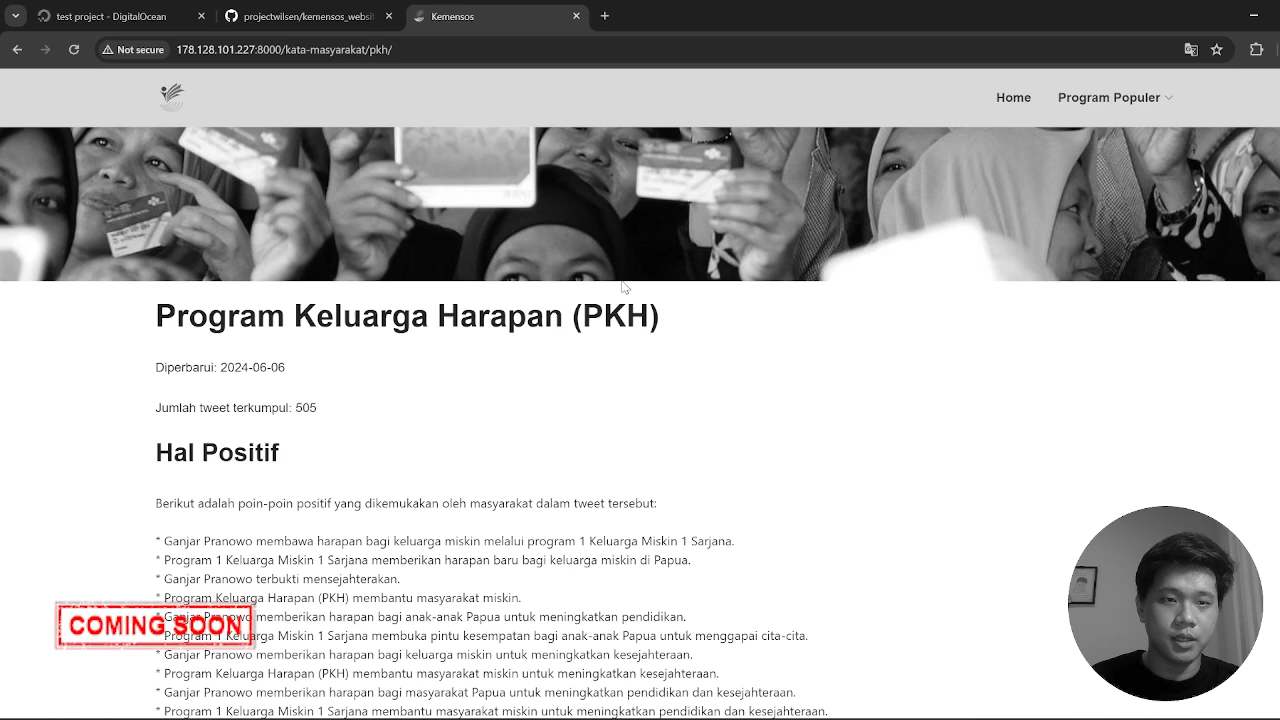 test project - DigitalOcean
projectwilsen/kemensos_websit
Kemensos
Not secure
178.128.101.227:8000/kata-masyarakat/pkh/
Home
Program Populer
Program Keluarga Harapan (PKH)
Diperbarui: 2024-06-06
Jumlah tweet terkumpul: 505
Hal Positif
Berikut adalah poin-poin positif yang dikemukakan oleh masyarakat dalam tweet tersebut:
* Ganjar Pranowo membawa harapan bagi keluarga miskin melalui program 1 Keluarga Miskin 1 Sarjana.
* Program 1 Keluarga Miskin 1 Sarjana memberikan harapan baru bagi keluarga miskin di Papua.
* Ganjar Pranowo terbukti mensejahterakan.
* Program Keluarga Harapan (PKH) membantu masyarakat miskin.
* Ganjar Pranowo memberikan harapan bagi anak-anak Papua untuk meningkatkan pendidikan.
* Program 1 Keluarga Miskin 1 Sarjana membuka pintu kesempatan bagi anak-anak Papua untuk menggapai cita-cita.
* Ganjar Pranowo memberikan harapan bagi keluarga miskin untuk meningkatkan kesejahteraan.
* Program Keluarga Harapan (PKH) membantu masyarakat miskin untuk meningkatkan kesejahteraan.
* Ganjar Pranowo memberikan harapan bagi masyarakat Papua untuk meningkatkan pendidikan dan kesejahteraan.
* Program 1 Keluarga Miskin 1 Sarjana membantu masyarakat miskin untuk meningkatkan pendidikan dan kesejahteraan.
COMING SOON